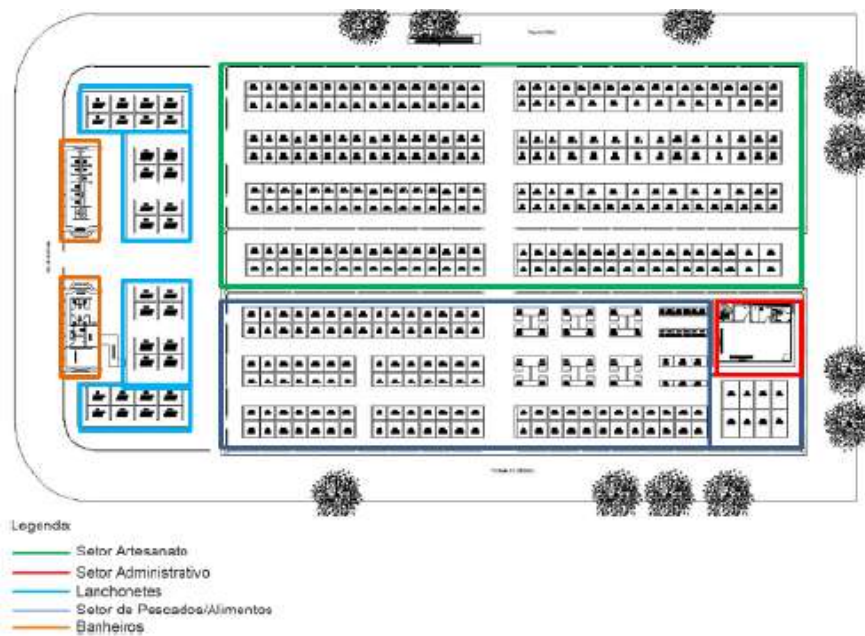 Legenda:
Setor Artesanato
Setor Administrativo
Lanchonetes
Setor de Pescados/Alimentos
Banheiros